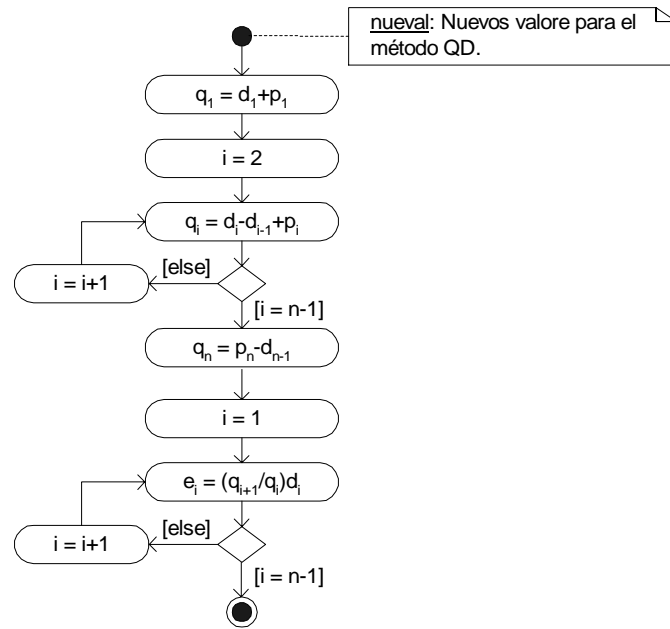 nueval: Nuevos valore para el
método QD.
q₁ = d₁+p₁
i = 2
qᵢ = dᵢ-dᵢ₋₁+pᵢ
[else]
i = i+1
[i = n-1]
qₙ = pₙ-dₙ₋₁
i = 1
eᵢ = (qᵢ₊₁/qᵢ)dᵢ
[else]
i = i+1
[i = n-1]